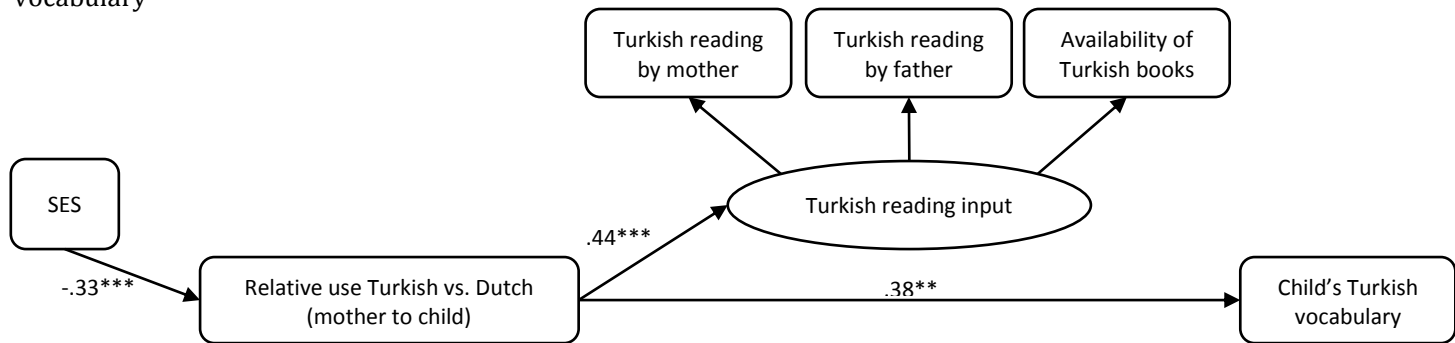 vocabulary
Turkish reading
by mother
Turkish reading
by father
Availability of
Turkish books
SES
Turkish reading input
.44***
-.33***
Relative use Turkish vs. Dutch
(mother to child)
.38**
Child's Turkish
vocabulary